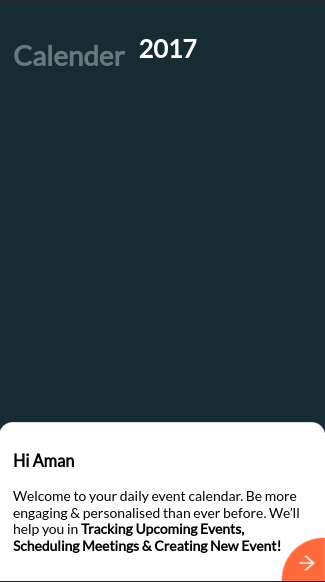 Calender 2017
Hi Aman
Welcome to your daily event calendar. Be more
engaging & personalised than ever before. We'll
help you in Tracking Upcoming Events,
Scheduling Meetings & Creating New Event!